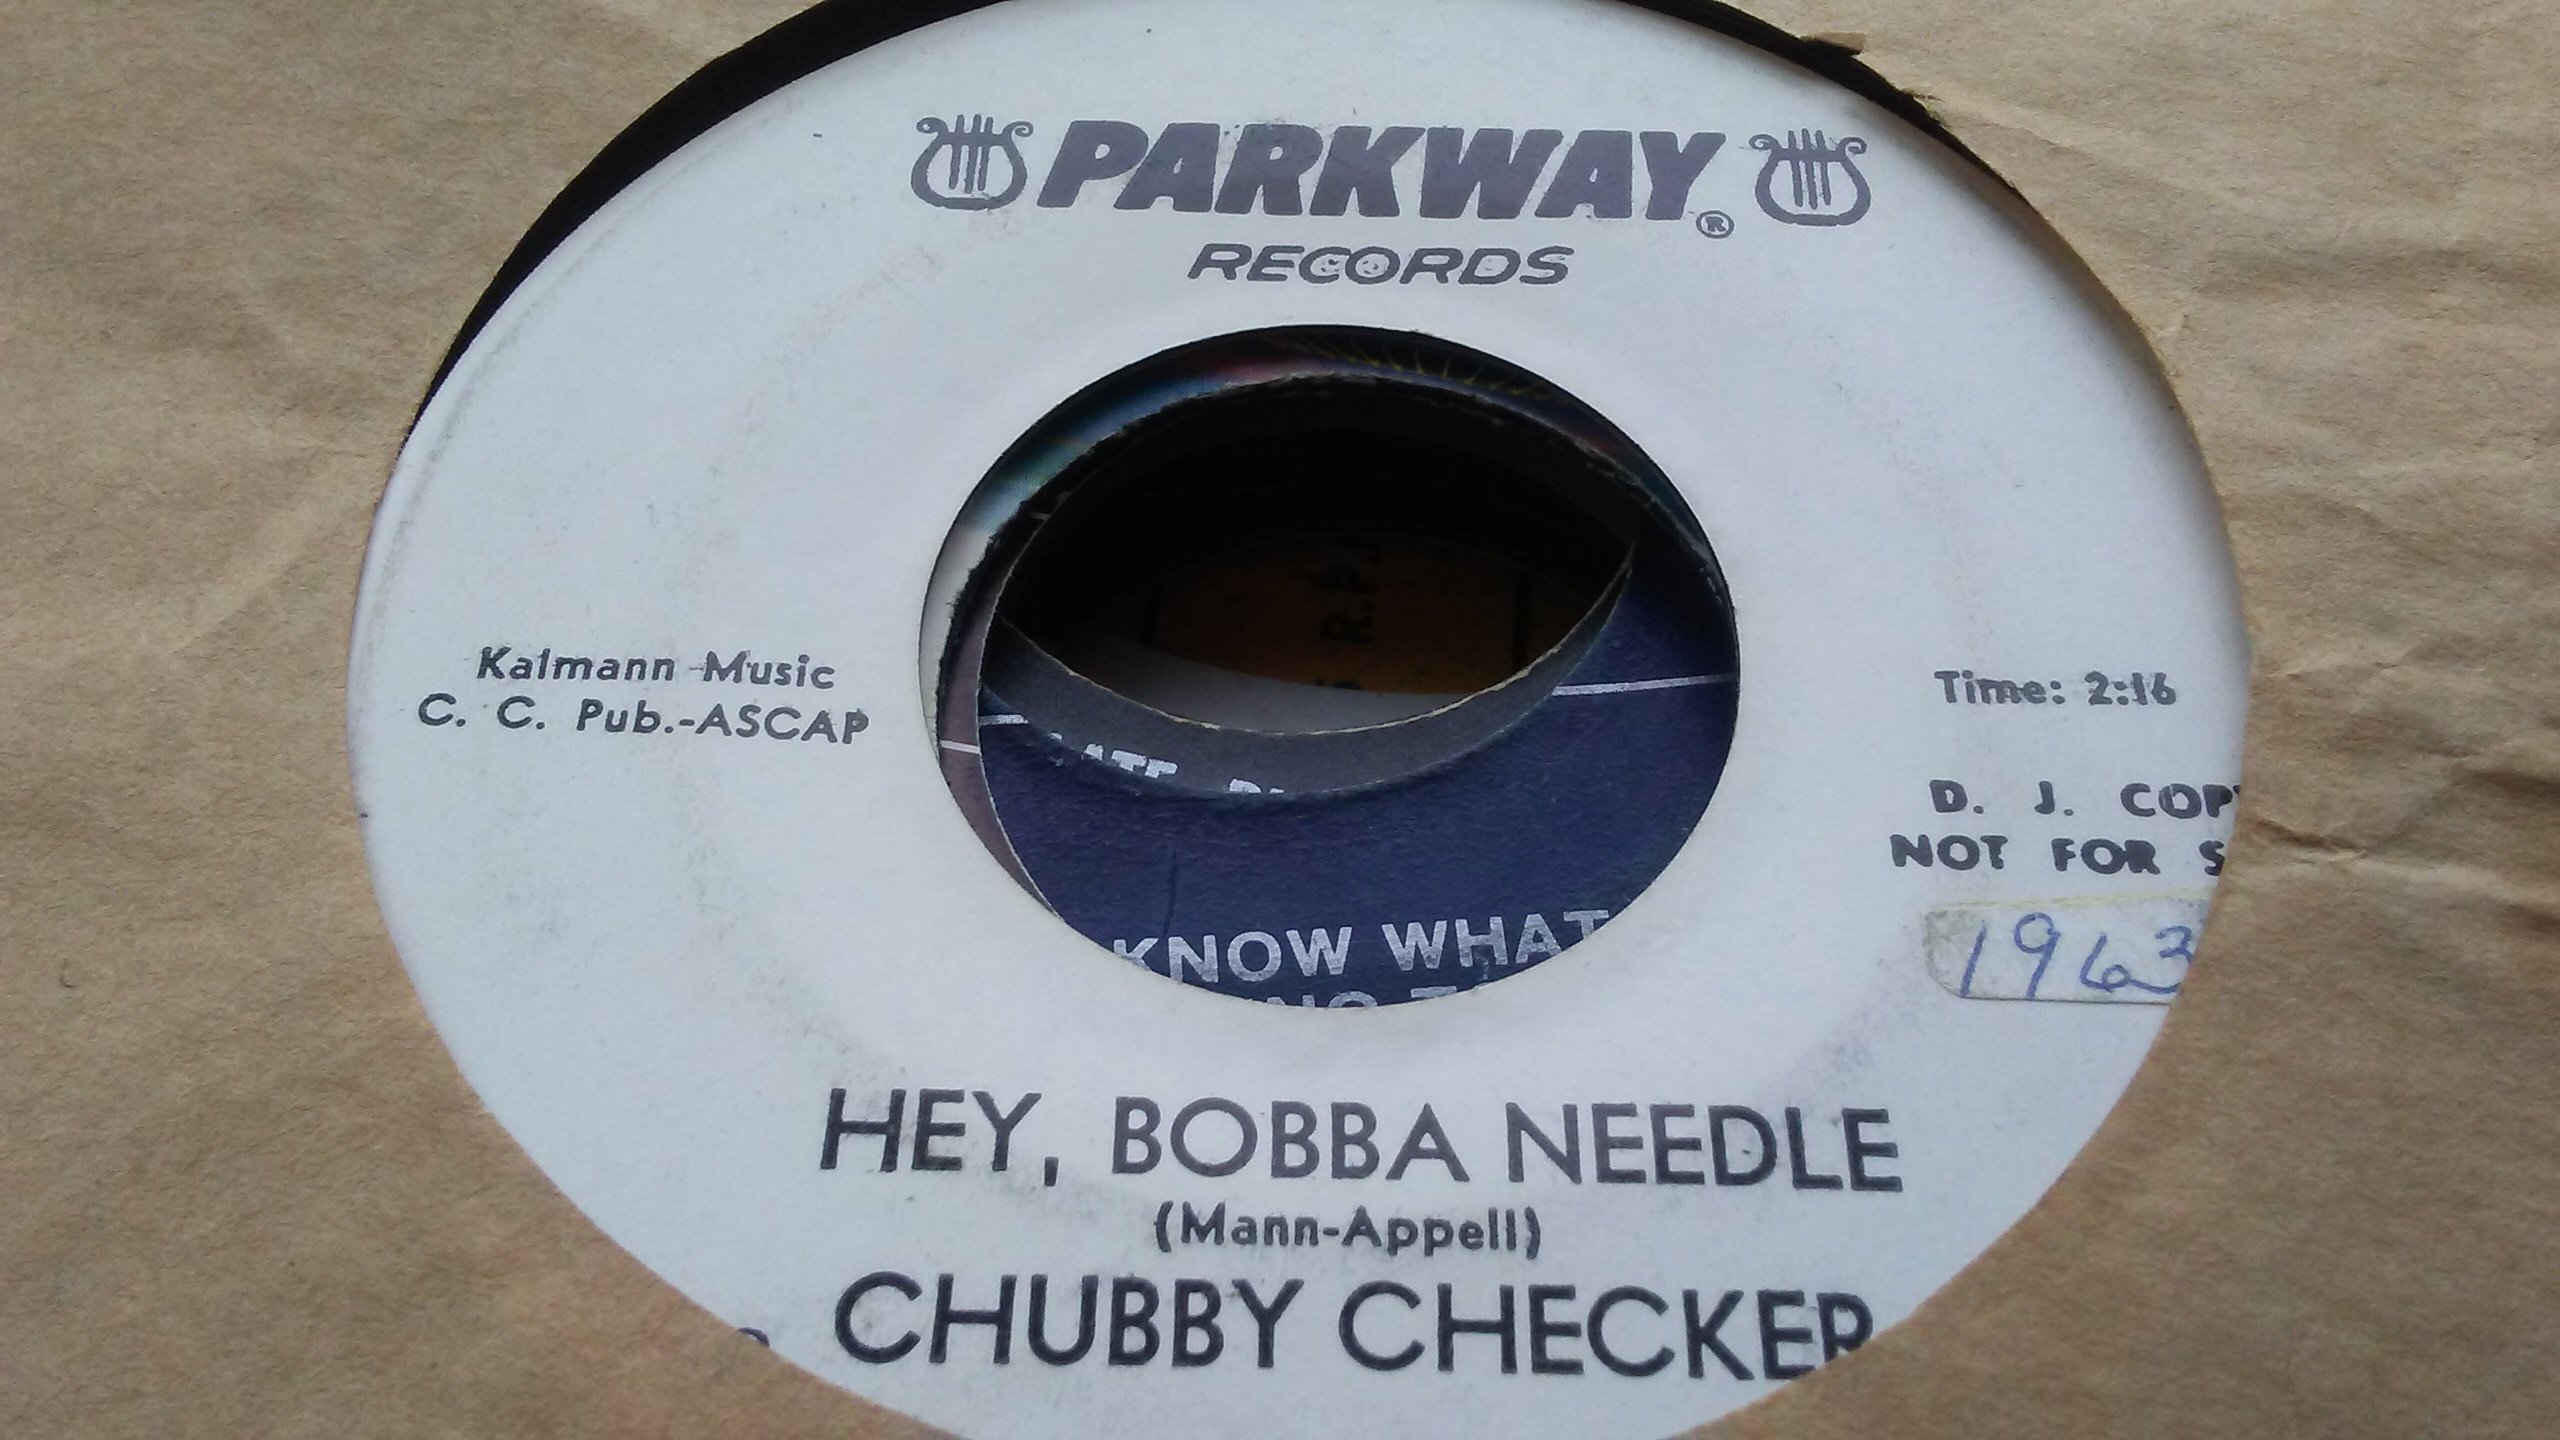 PARKWAY®
RECORDS
Kalmann Music
C. C. Pub.-ASCAP
Time: 2:16
D. J. COP
NOT FOR S
1963
R.P.
KNOW WHAT
HEY, BOBBA NEEDLE
(Mann-Appell)
CHUBBY CHECKER